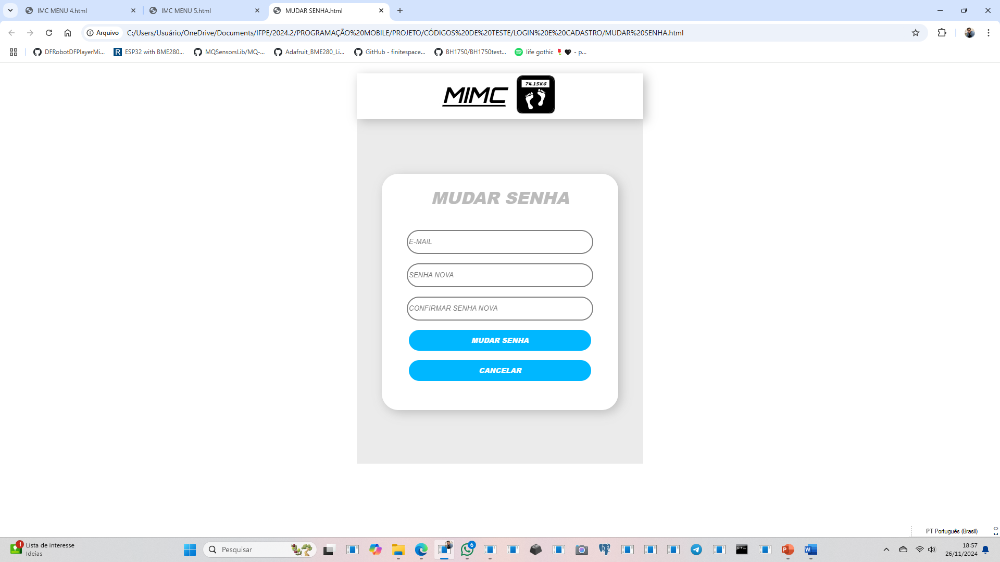 IMC MENU 4.html
IMC MENU 5.html
MUDAR SENHA.html
Arquivo
C:/Users/Usuário/OneDrive/Documents/IFPE/2024.2/PROGRAMAÇÃO%20MOBILE/PROJETO/CÓDIGOS%20DE%20TESTE/LOGIN%20E%20CADASTRO/MUDAR%20SENHA.html
DFRobotDFPlayerMi...
R ESP32 with BME280...
MQSensorsLib/MQ-...
Adafruit_BME280_Li...
GitHub - finitespace...
BH1750/BH1750test...
life gothic 🌹🖤 - p...
MIMC
74.15KG
MUDAR SENHA
E-MAIL
SENHA NOVA
CONFIRMAR SENHA NOVA
MUDAR SENHA
CANCELAR
PT Português (Brasil)
1
Lista de interesse
Ideias
Pesquisar
6
P
W
18:57
26/11/2024